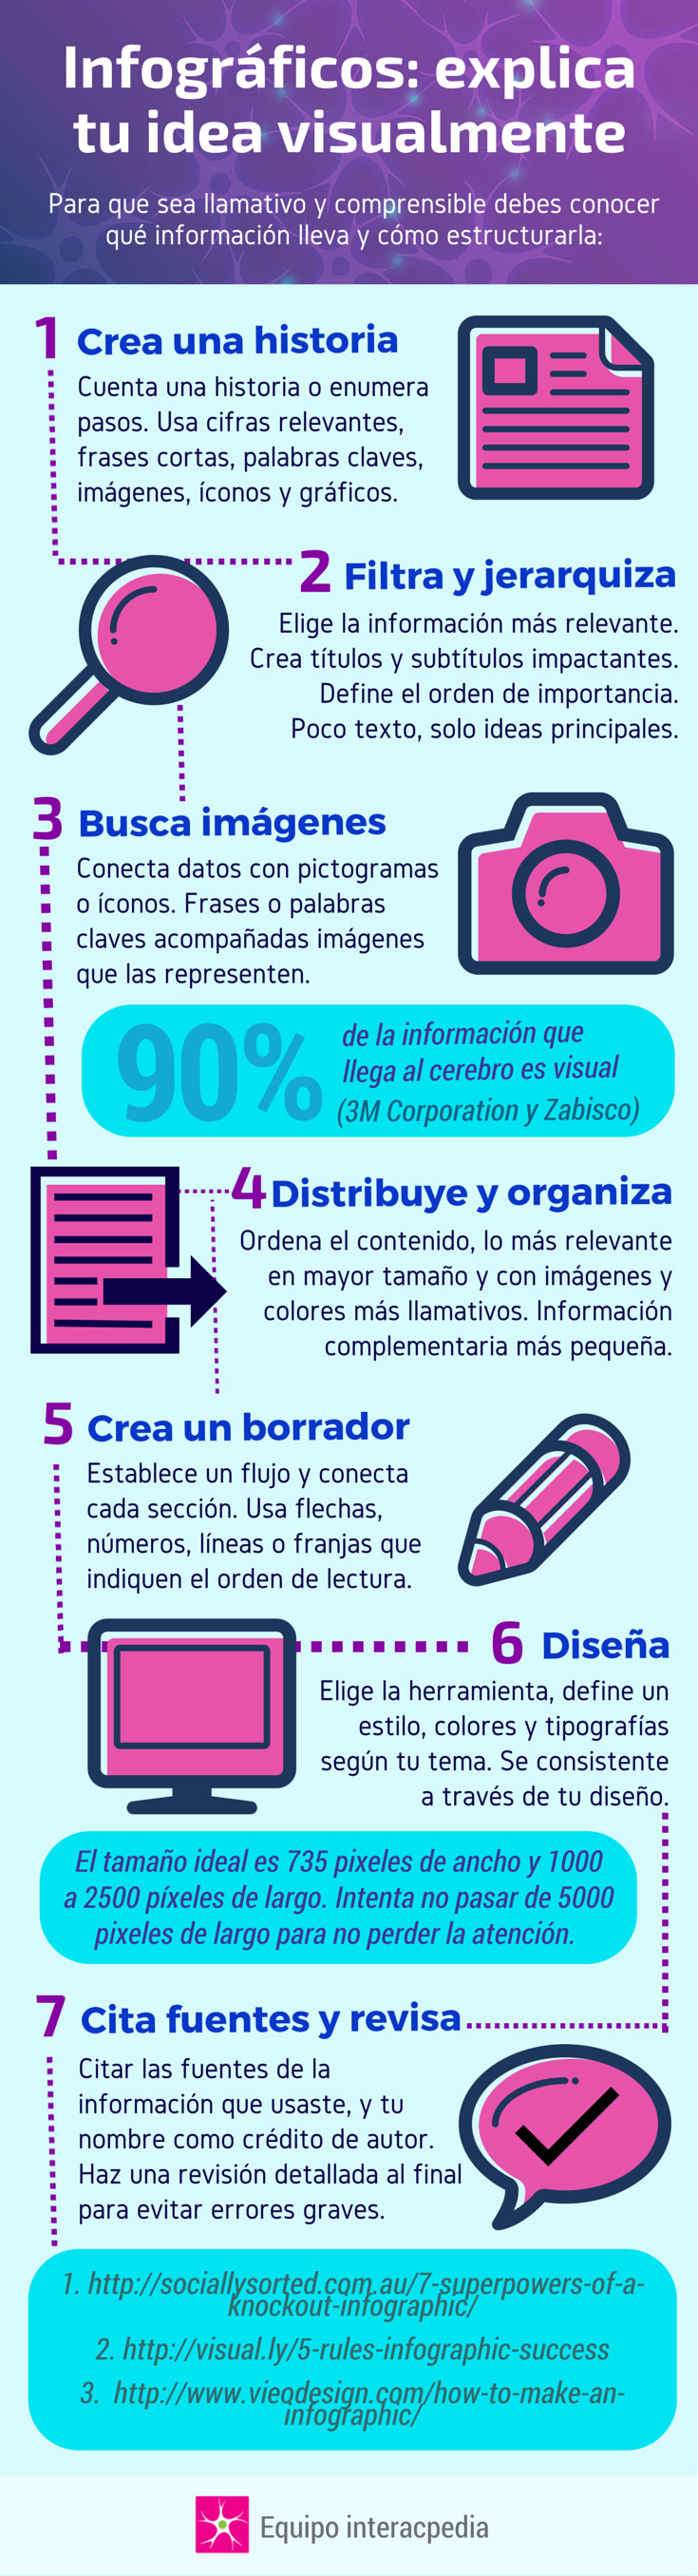 Infográficos: explica
tu idea visualmente
Para que sea llamativo y comprensible debes conocer
qué información lleva y cómo estructurarla:
1 Crea una historia
Cuenta una historia o enumera
pasos. Usa cifras relevantes,
frases cortas, palabras claves,
imágenes, íconos y gráficos.
2 Filtra y jerarquiza
Elige la información más relevante.
Crea títulos y subtítulos impactantes.
Define el orden de importancia.
Poco texto, solo ideas principales.
3 Busca imágenes
Conecta datos con pictogramas
o íconos. Frases o palabras
claves acompañadas imágenes
que las representen.
90%
de la información que
llega al cerebro es visual
(3M Corporation y Zabisco)
4 Distribuye y organiza
Ordena el contenido, lo más relevante
en mayor tamaño y con imágenes y
colores más llamativos. Información
complementaria más pequeña.
5 Crea un borrador
Establece un flujo y conecta
cada sección. Usa flechas,
números, líneas o franjas que
indiquen el orden de lectura.
6 Diseña
Elige la herramienta, define un
estilo, colores y tipografías
según tu tema. Se consistente
a través de tu diseño.
El tamaño ideal es 735 pixeles de ancho y 1000
a 2500 píxeles de largo. Intenta no pasar de 5000
pixeles de largo para no perder la atención.
7 Cita fuentes y revisa
Citar las fuentes de la
información que usaste, y tu
nombre como crédito de autor.
Haz una revisión detallada al final
para evitar errores graves.
1. http://sociallysorted.com.au/7-superpowers-of-a-
knockout-infographic/
2. http://visual.ly/5-rules-infographic-success
3. http://www.vieodesign.com/how-to-make-an-
infographic/
Equipo interacpedia